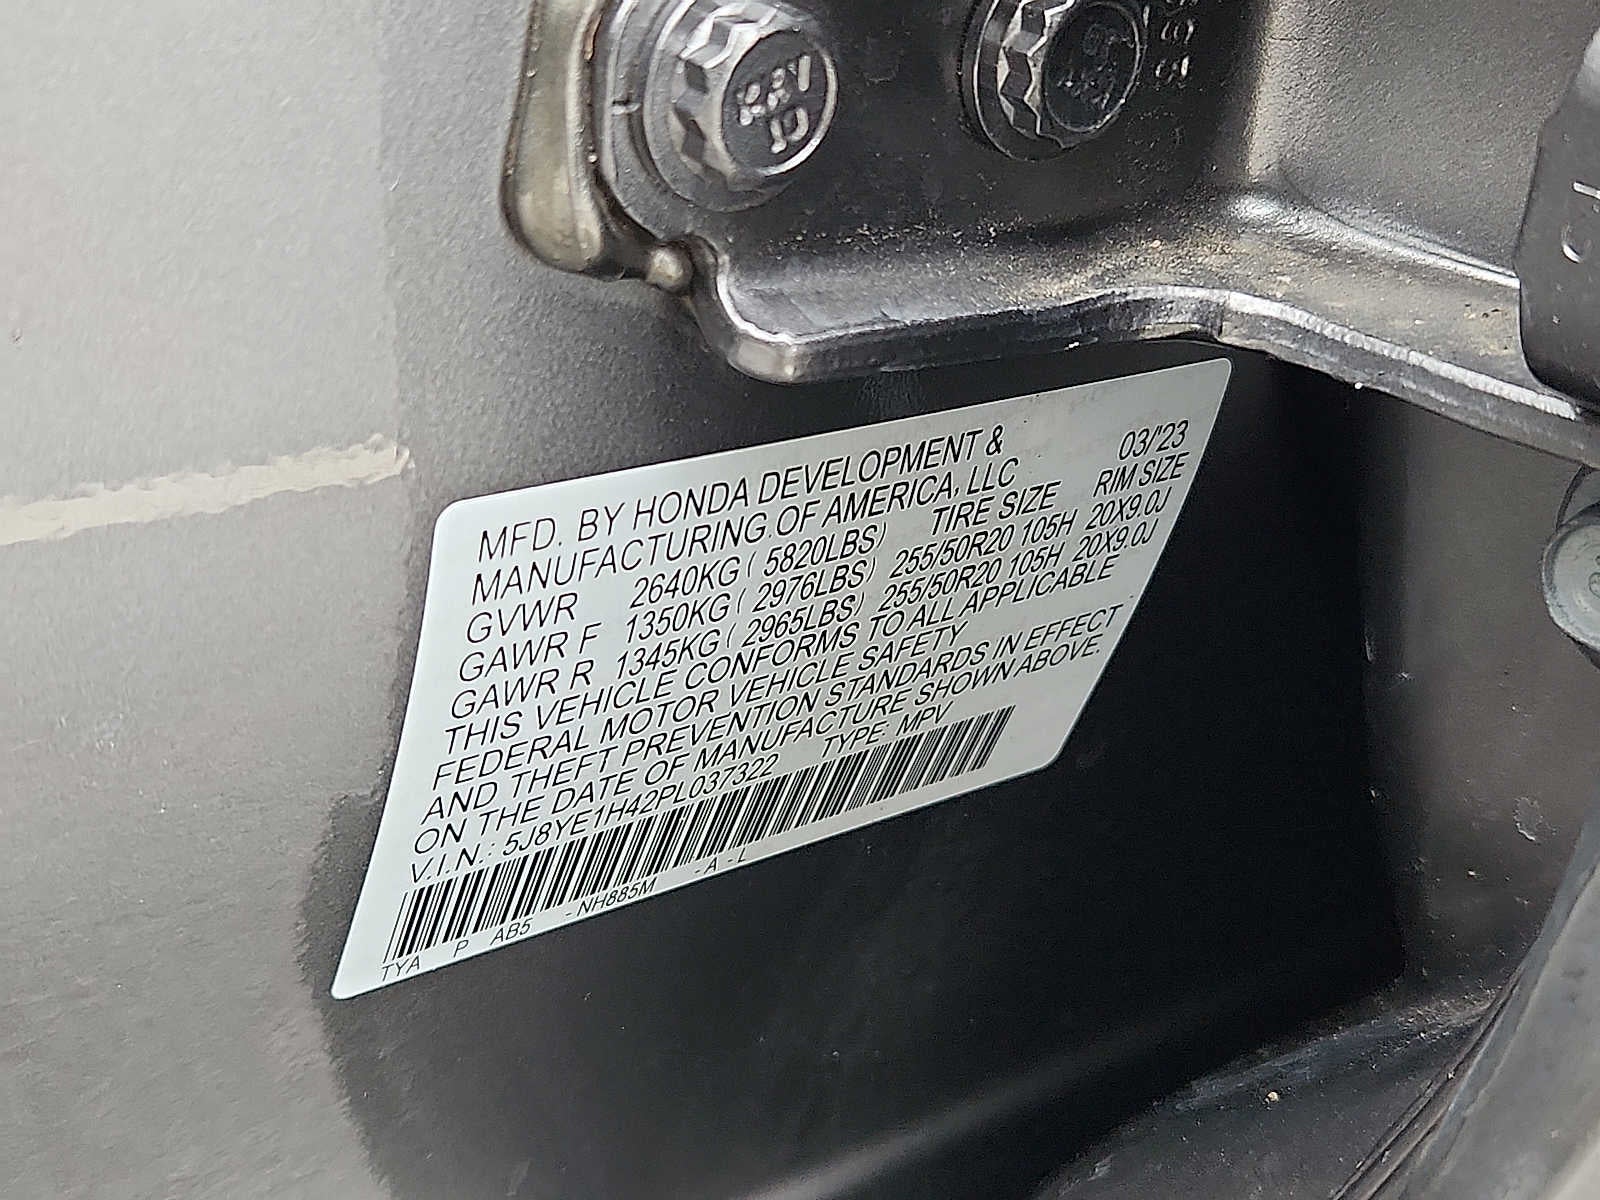 MFD. BY HONDA DEVELOPMENT & 03/'23
MANUFACTURING OF AMERICA, LLC
GVWR 2640KG ( 5820LBS) TIRE SIZE RIM SIZE
GAWR F 1350KG ( 2976LBS) 255/50R20 105H 20X9.0J
GAWR R 1345KG ( 2965LBS) 255/50R20 105H 20X9.0J
THIS VEHICLE CONFORMS TO ALL APPLICABLE
FEDERAL MOTOR VEHICLE SAFETY
AND THEFT PREVENTION STANDARDS IN EFFECT
ON THE DATE OF MANUFACTURE SHOWN ABOVE.
V.I.N.: 5J8YE1H42PL037322 TYPE: MPV
TYA P AB5 -NH885M -A -L